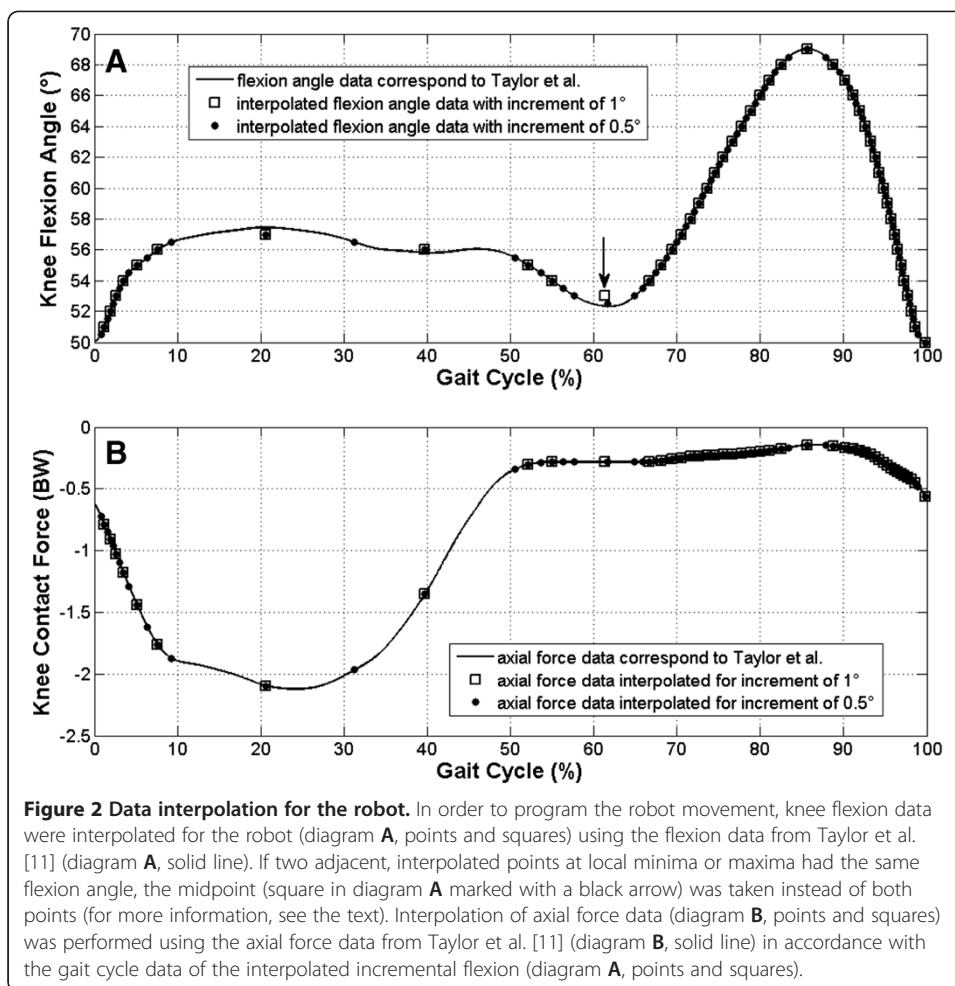 A
70
68
66
64
62
60
58
56
54
52
50
Knee Flexion Angle (°)
flexion angle data correspond to Taylor et al.
interpolated flexion angle data with increment of 1°
interpolated flexion angle data with increment of 0.5°
0 10 20 30 40 50 60 70 80 90 100
Gait Cycle (%)
B
0
-0.5
-1
-1.5
-2
-2.5
Knee Contact Force (BW)
axial force data correspond to Taylor et al.
axial force data interpolated for increment of 1°
axial force data interpolated for increment of 0.5°
0 10 20 30 40 50 60 70 80 90 100
Gait Cycle (%)
Figure 2 Data interpolation for the robot. In order to program the robot movement, knee flexion data
were interpolated for the robot (diagram A, points and squares) using the flexion data from Taylor et al.
[11] (diagram A, solid line). If two adjacent, interpolated points at local minima or maxima had the same
flexion angle, the midpoint (square in diagram A marked with a black arrow) was taken instead of both
points (for more information, see the text). Interpolation of axial force data (diagram B, points and squares)
was performed using the axial force data from Taylor et al. [11] (diagram B, solid line) in accordance with
the gait cycle data of the interpolated incremental flexion (diagram A, points and squares).